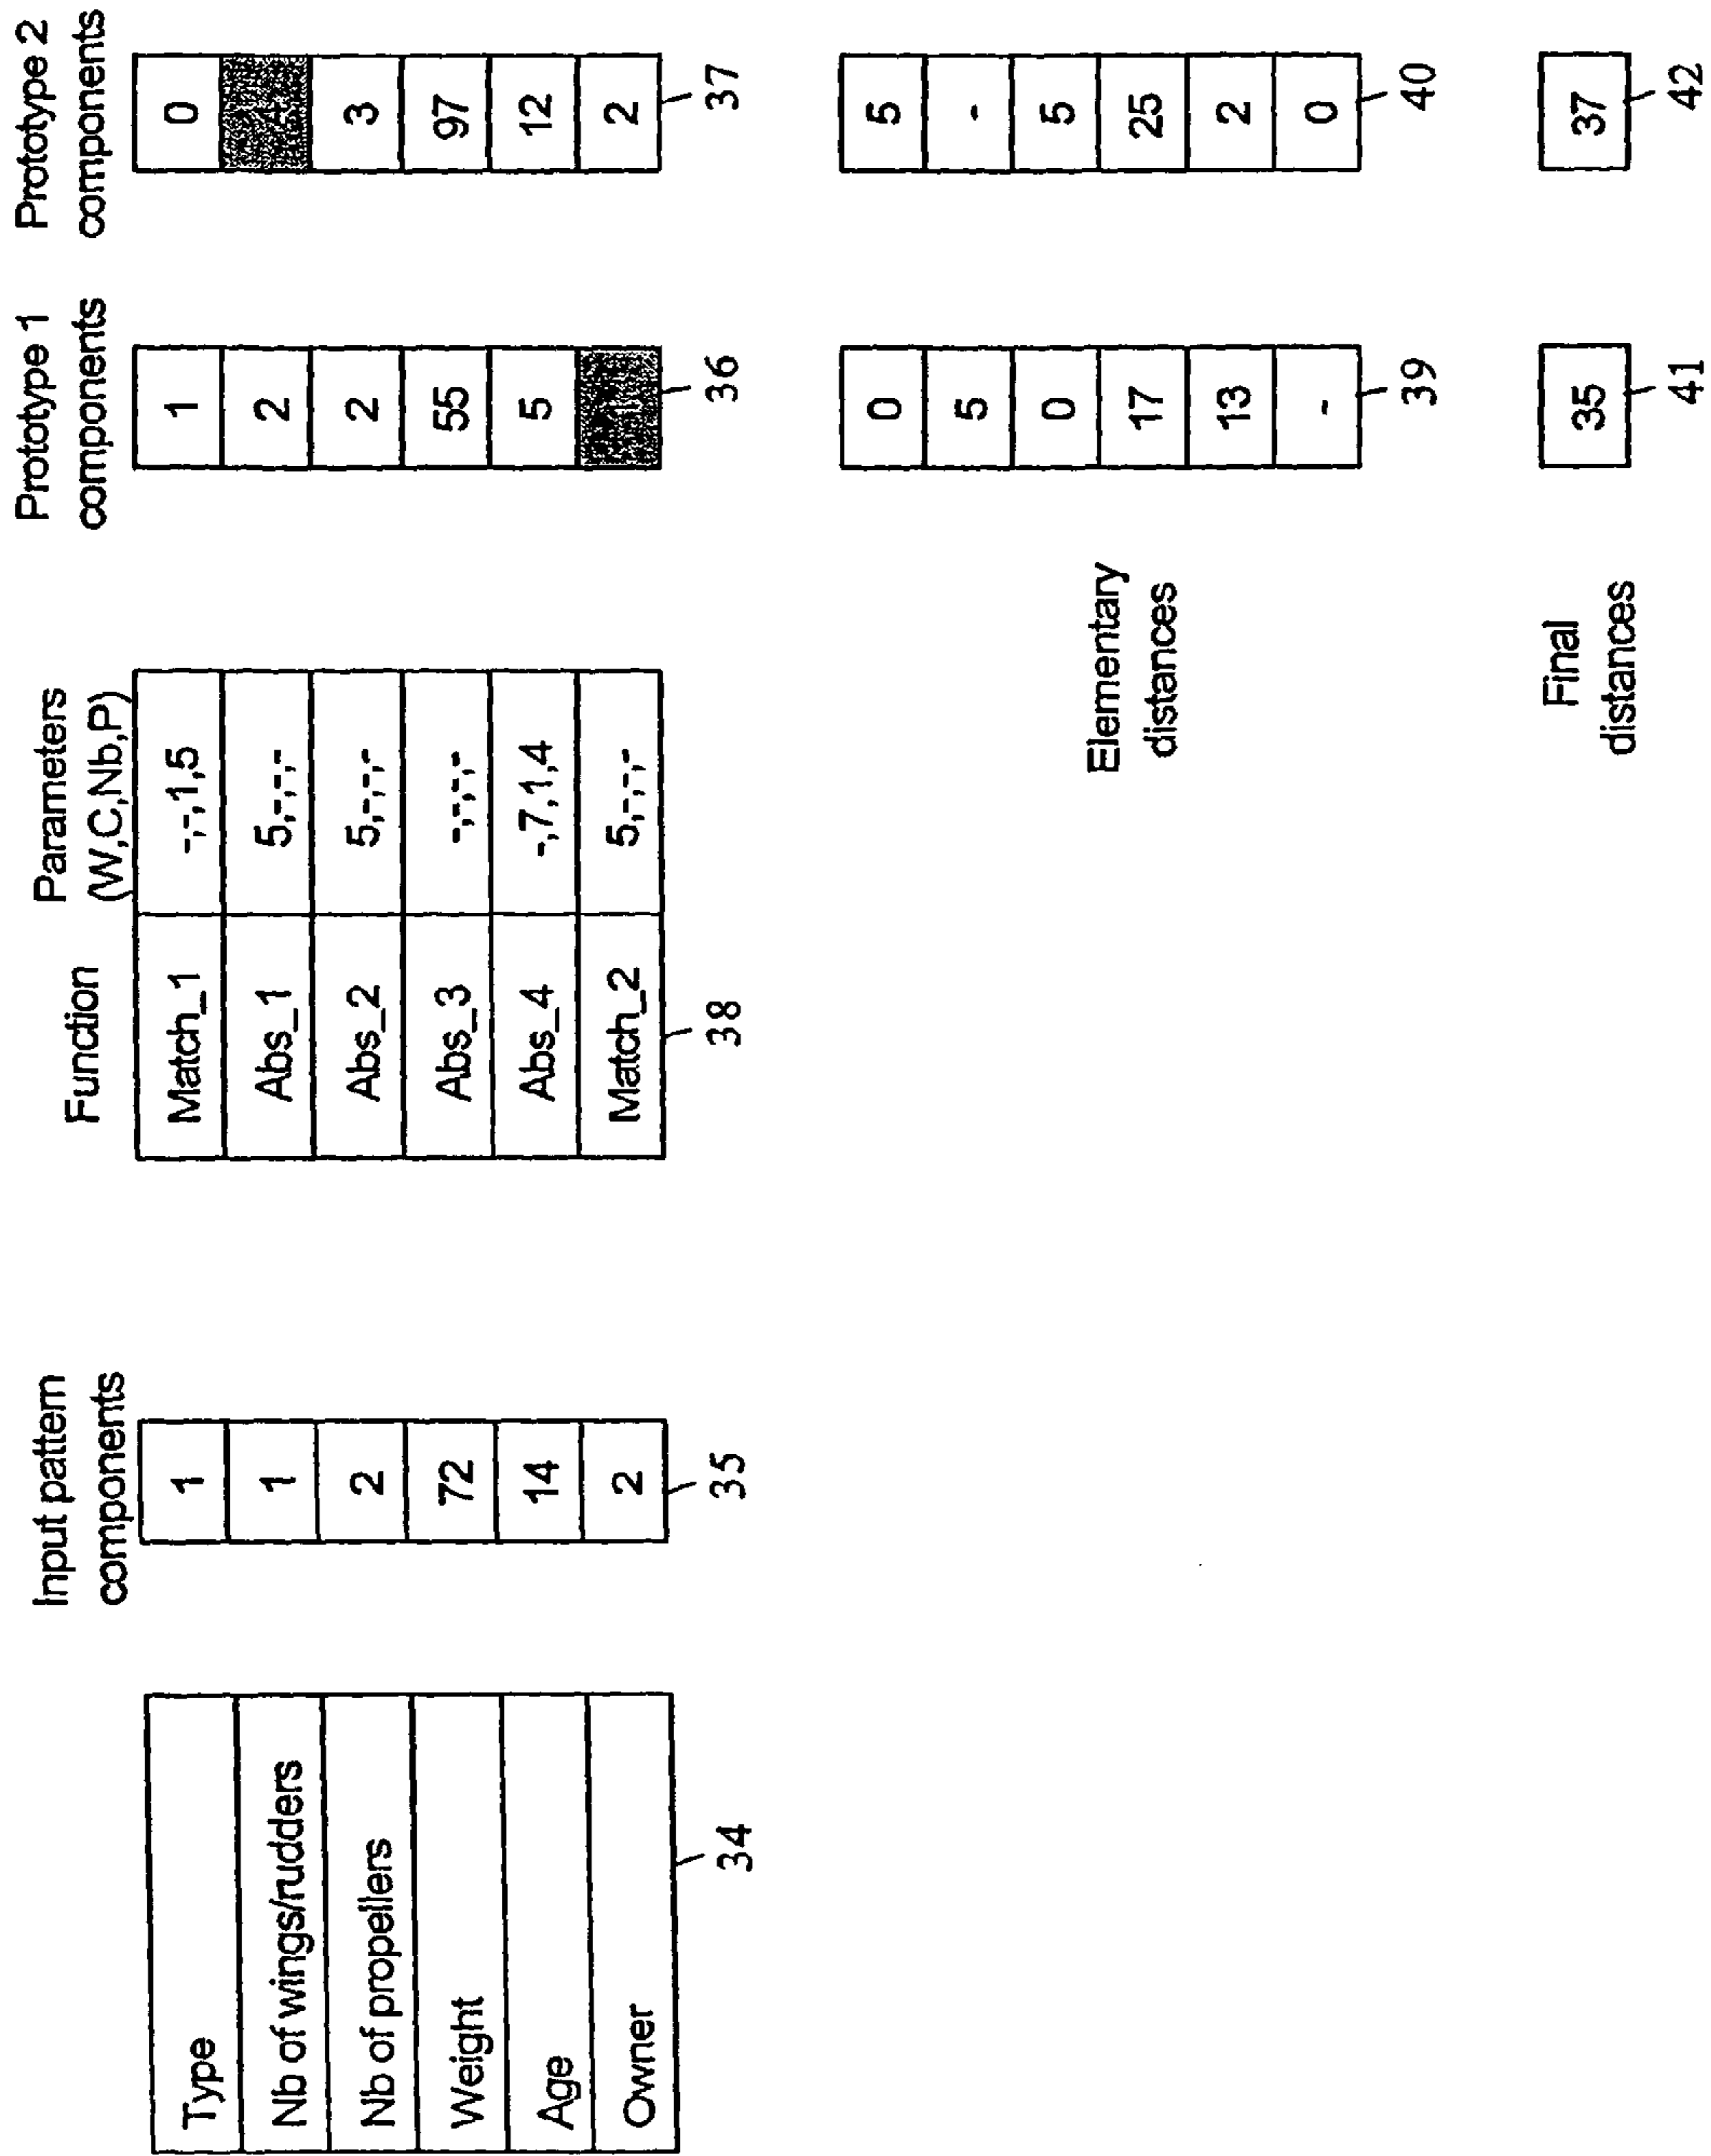 Input pattern
components
Function
Parameters
(W,C,Nb,P)
Prototype 1
components
Prototype 2
components
Type
1
Match_1
-,-,1,5
1
0
Nb of wings/rudders
1
Abs_1
5,-,-,-
2
Nb of propellers
2
Abs_2
5,-,-,-
2
3
Weight
72
Abs_3
-,-,-,-
55
97
Age
14
Abs_4
-,7,1,4
5
12
Owner
2
Match_2
5,-,-,-
2
34
35
38
36
37
Elementary
distances
0
5
5
-
0
5
17
25
13
2
-
0
39
40
Final
distances
35
37
41
42